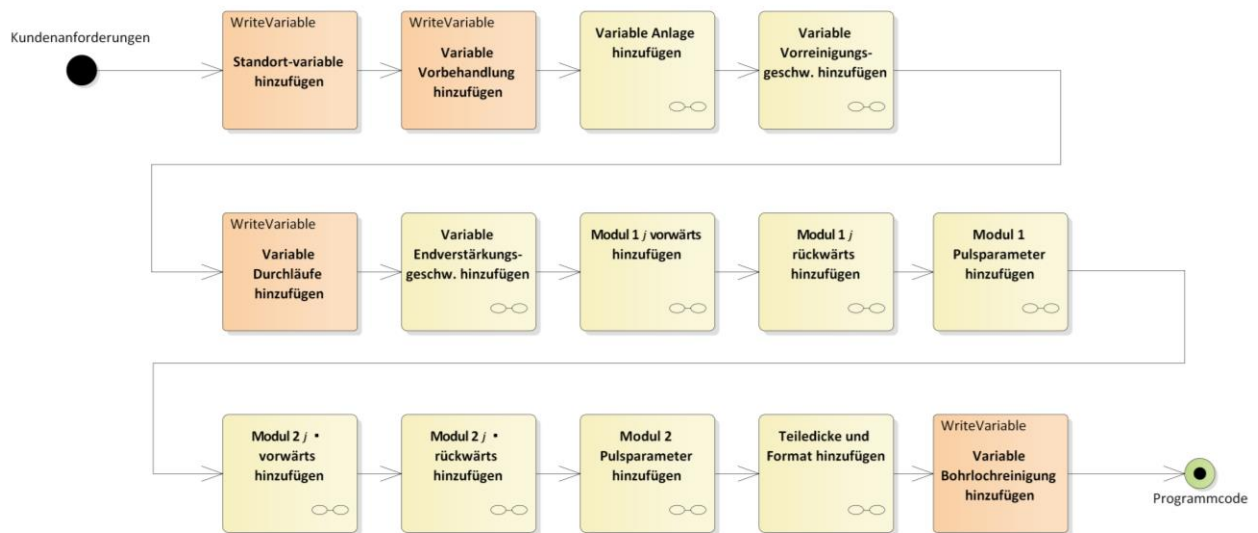 Kundenanforderungen
WriteVariable
Standort-variable
hinzufügen
WriteVariable
Variable
Vorbehandlung
hinzufügen
Variable Anlage
hinzufügen
Variable
Vorreinigungs-
geschw. hinzufügen
WriteVariable
Variable
Durchläufe
hinzufügen
Variable
Endverstärkungs-
geschw. hinzufügen
Modul 1 j vorwärts
hinzufügen
Modul 1 j
rückwärts
hinzufügen
Modul 1
Pulsparameter
hinzufügen
Modul 2 j •
vorwärts
hinzufügen
Modul 2 j •
rückwärts
hinzufügen
Modul 2
Pulsparameter
hinzufügen
Teiledicke und
Format hinzufügen
WriteVariable
Variable
Bohrlochreinigung
hinzufügen
Programmcode